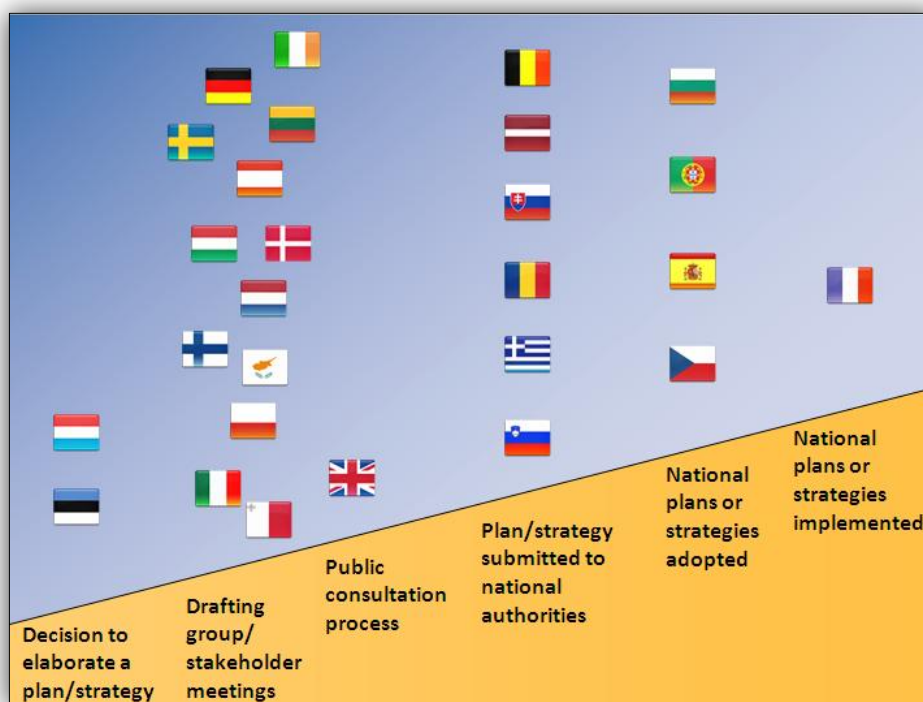 Decision to
elaborate a
plan/strategy
Drafting
group/
stakeholder
meetings
Public
consultation
process
Plan/strategy
submitted to
national
authorities
National
plans or
strategies
adopted
National
plans or
strategies
implemented